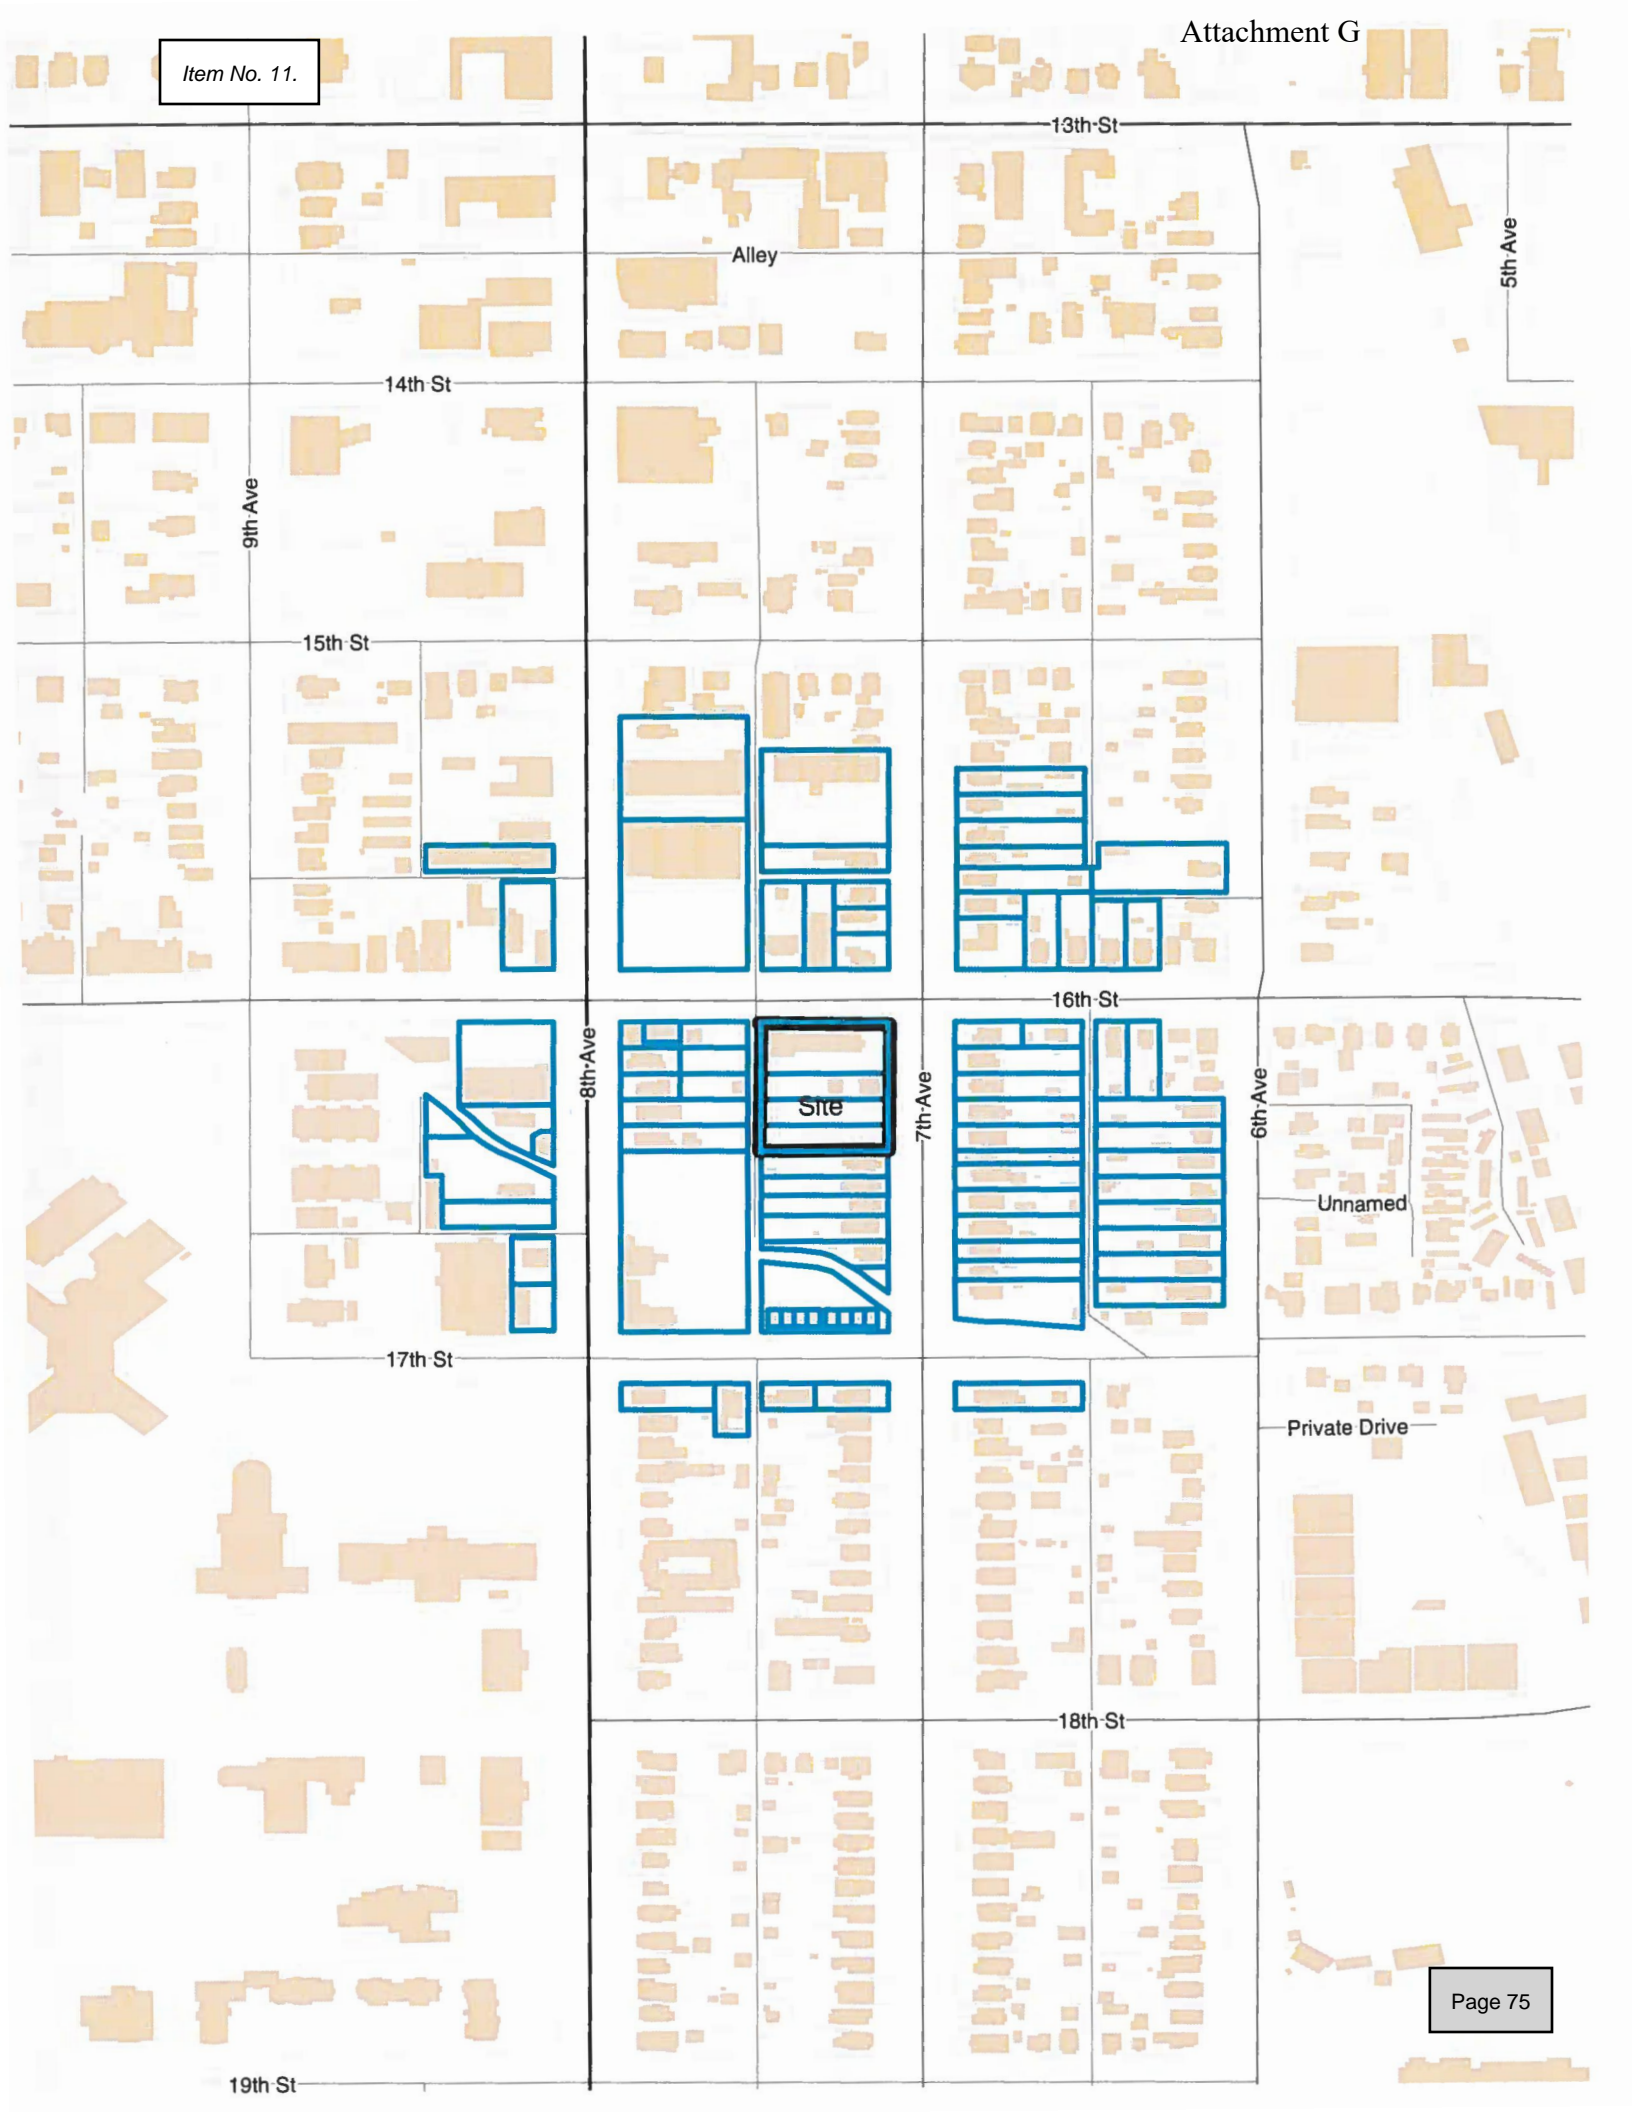 Attachment G
Item No. 11.
13th St
Alley
5th Ave
14th St
9th Ave
15th St
16th St
8th Ave
Site
7th Ave
6th Ave
Unnamed
17th St
Private Drive
18th St
Page 75
19th St